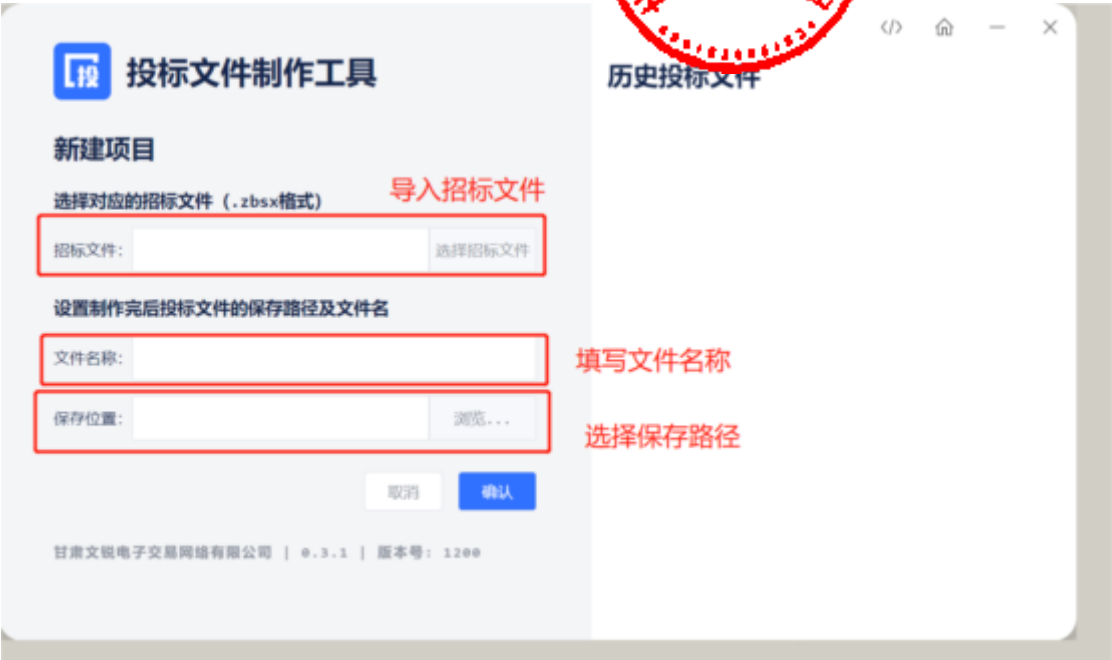 投标文件制作工具
新建项目
选择对应的招标文件（.zbsx格式）
导入招标文件
招标文件：
选择招标文件
设置制作完后投标文件的保存路径及文件名
文件名称：
填写文件名称
保存位置：
浏览...
选择保存路径
取消
确认
甘肃文锐电子交易网络有限公司 | 0.3.1 | 版本号: 1200
</>
历史投标文件